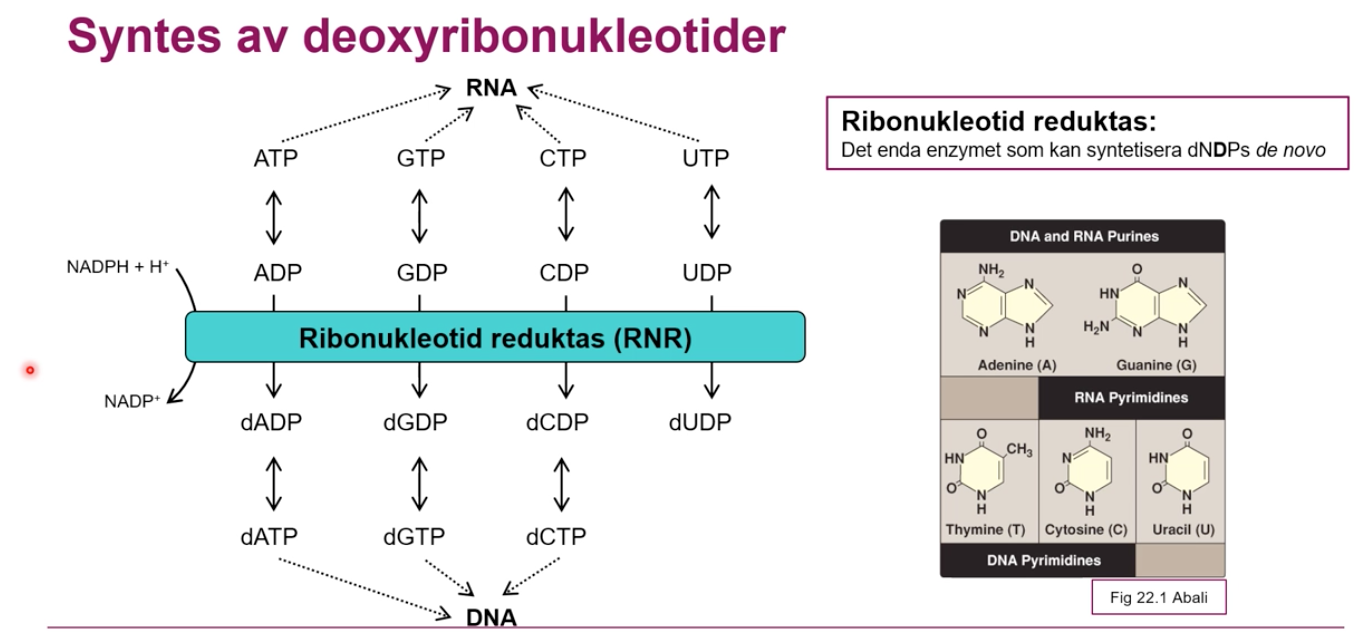 Syntes av deoxyribonukleotider
RNA
ATP GTP CTP UTP
NADPH + H⁺
ADP GDP CDP UDP
Ribonukleotid reduktas (RNR)
NADP⁺
dADP dGDP dCDP dUDP
dATP dGTP dCTP
DNA
Ribonukleotid reduktas:
Det enda enzymet som kan syntetisera dNDPs de novo
DNA and RNA Purines
NH₂
N
N
N
N
H
Adenine (A)
O
HN
N
H₂N
N
N
H
Guanine (G)
RNA Pyrimidines
O
CH₃
HN
O
N
H
Thymine (T)
NH₂
N
O
N
H
Cytosine (C)
O
HN
O
N
H
Uracil (U)
DNA Pyrimidines
Fig 22.1 Abali